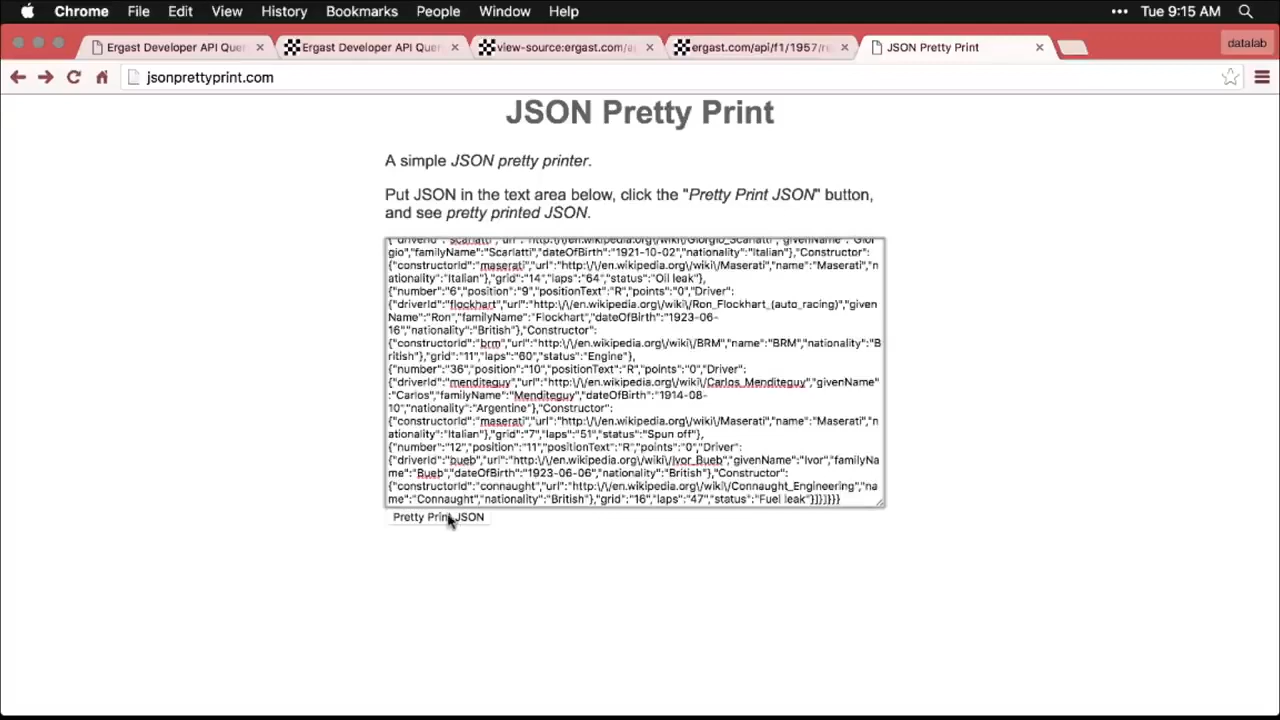 Chrome File Edit View History Bookmarks People Window Help ••• Tue 9:15 AM
Ergast Developer API Que
Ergast Developer API Que
view-source:ergast.com/a
ergast.com/api/f1/1957/re
JSON Pretty Print
datalab
jsonprettyprint.com
JSON Pretty Print
A simple JSON pretty printer.
Put JSON in the text area below, click the "Pretty Print JSON" button,
and see pretty printed JSON.
{"driverId":"scarlatti","url":"http:\/\/en.wikipedia.org\/wiki\/Giorgio_Scarlatti","givenName":"Gior
gio","familyName":"Scarlatti","dateOfBirth":"1921-10-02","nationality":"Italian"},"Constructor":
{"constructorId":"maserati","url":"http:\/\/en.wikipedia.org\/wiki\/Maserati","name":"Maserati","n
ationality":"Italian"},"grid":"14","laps":"64","status":"Oil leak"},
{"number":"6","position":"9","positionText":"R","points":"0","Driver":
{"driverId":"flockhart","url":"http:\/\/en.wikipedia.org\/wiki\/Ron_Flockhart_(auto_racing)","given
Name":"Ron","familyName":"Flockhart","dateOfBirth":"1923-06-
16","nationality":"British"},"Constructor":
{"constructorId":"brm","url":"http:\/\/en.wikipedia.org\/wiki\/BRM","name":"BRM","nationality":"B
ritish"},"grid":"11","laps":"60","status":"Engine"},
{"number":"36","position":"10","positionText":"R","points":"0","Driver":
{"driverId":"menditeguy","url":"http:\/\/en.wikipedia.org\/wiki\/Carlos_Menditeguy","givenName"
:"Carlos","familyName":"Menditeguy","dateOfBirth":"1914-08-
10","nationality":"Argentine"},"Constructor":
{"constructorId":"maserati","url":"http:\/\/en.wikipedia.org\/wiki\/Maserati","name":"Maserati","n
ationality":"Italian"},"grid":"7","laps":"51","status":"Spun off"},
{"number":"12","position":"11","positionText":"R","points":"0","Driver":
{"driverId":"bueb","url":"http:\/\/en.wikipedia.org\/wiki\/Ivor_Bueb","givenName":"Ivor","familyNa
me":"Bueb","dateOfBirth":"1923-06-06","nationality":"British"},"Constructor":
{"constructorId":"connaught","url":"http:\/\/en.wikipedia.org\/wiki\/Connaught_Engineering","na
me":"Connaught","nationality":"British"},"grid":"16","laps":"47","status":"Fuel leak"}]}]}}}
Pretty Print JSON